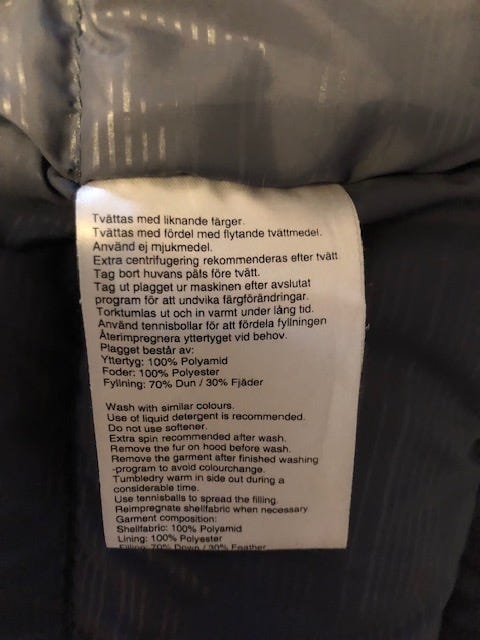 Tvättas med liknande färger.
Tvättas med fördel med flytande tvättmedel.
Använd ej mjukmedel.
Extra centrifugering rekommenderas efter tvätt
Tag bort huvans päls före tvätt.
Tag ut plagget ur maskinen efter avslutat
program för att undvika färgförändringar.
Torktumlas ut och in varmt under lång tid.
Använd tennisbollar för att fördela fyllningen
Återimpregnera yttertyget vid behov.
Plagget består av:
Yttertyg: 100% Polyamid
Foder: 100% Polyester
Fyllning: 70% Dun / 30% Fjäder
Wash with similar colours.
Use of liquid detergent is recommended.
Do not use softener.
Extra spin recommended after wash.
Remove the fur on hood before wash.
Remove the garment after finished washing
-program to avoid colourchange.
Tumbledry warm in side out during a
considerable time.
Use tennisballs to spread the filling.
Reimpregnate shellfabric when necessary
Garment composition:
Shellfabric: 100% Polyamid
Lining: 100% Polyester
Filling: 70% Down / 30% Feather